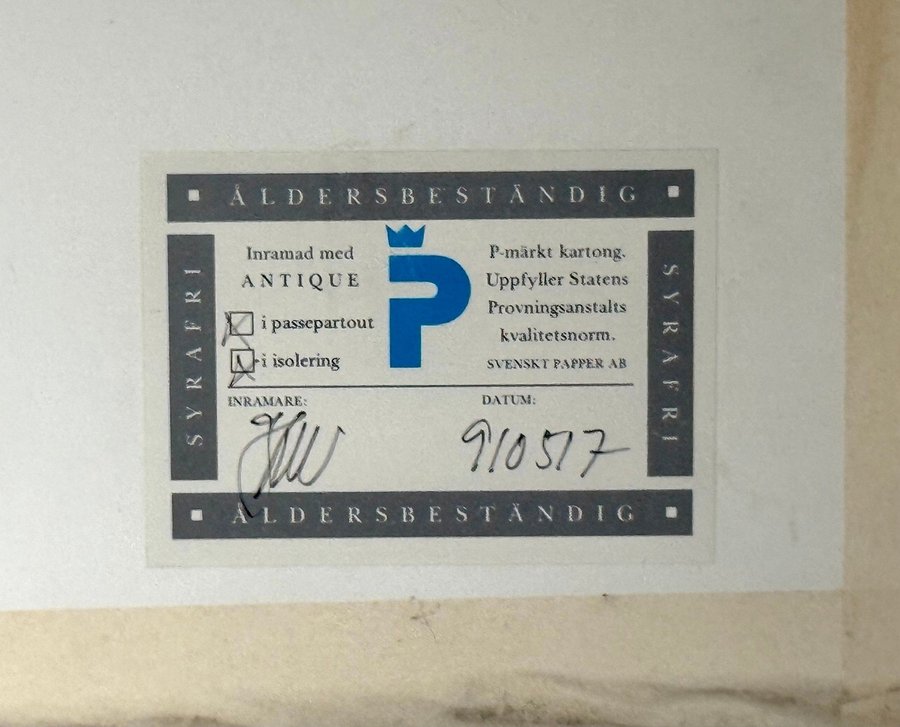 ÅLDERSBESTÄNDIG
SYRAFRI
Inramad med
ANTIQUE
i passepartout
i isolering
P
P-märkt kartong.
Uppfyller Statens
Provningsanstalts
kvalitetsnorm.
SVENSKT PAPPER AB
SYRAFRI
INRAMARE:
DATUM:
910517
ÅLDERSBESTÄNDIG